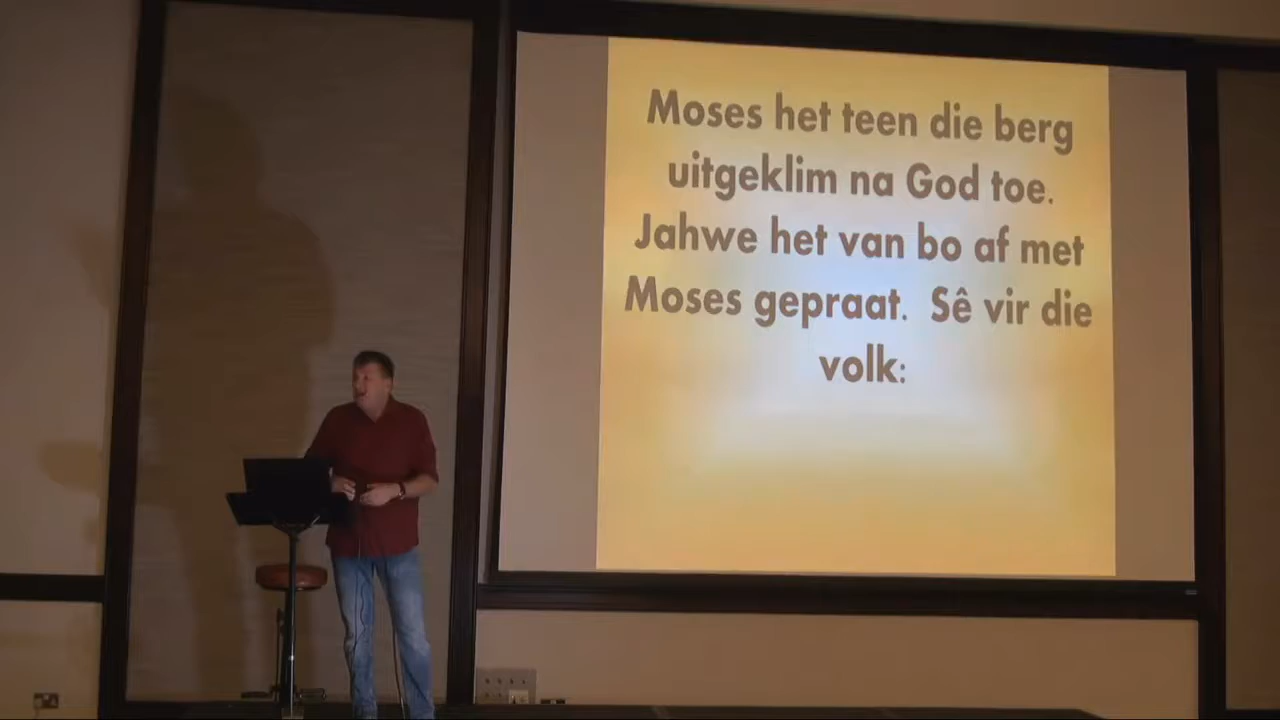 Moses het teen die berg
uitgeklim na God toe.
Jahwe het van bo af met
Moses gepraat. Sê vir die
volk: